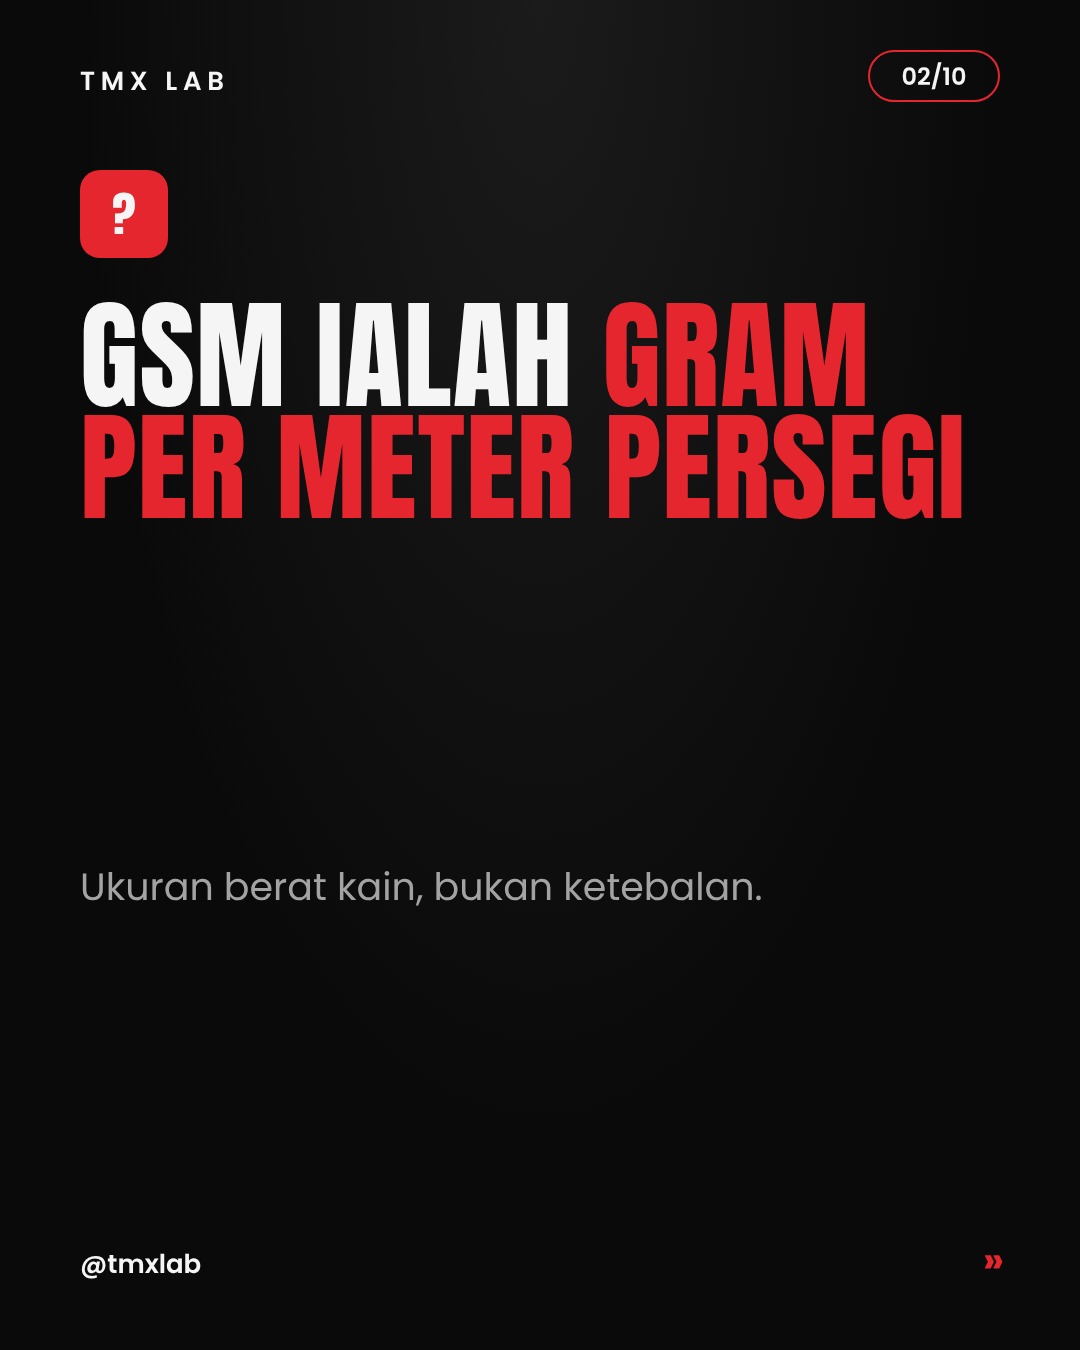 TMX LAB
02/10
?
GSM IALAH GRAM
PER METER PERSEGI
Ukuran berat kain, bukan ketebalan.
@tmxlab
»